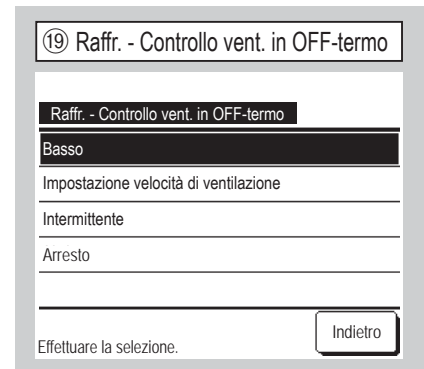 ⑲ Raffr. - Controllo vent. in OFF-termo
Raffr. - Controllo vent. in OFF-termo
Basso
Impostazione velocità di ventilazione
Intermittente
Arresto
Effettuare la selezione.
Indietro